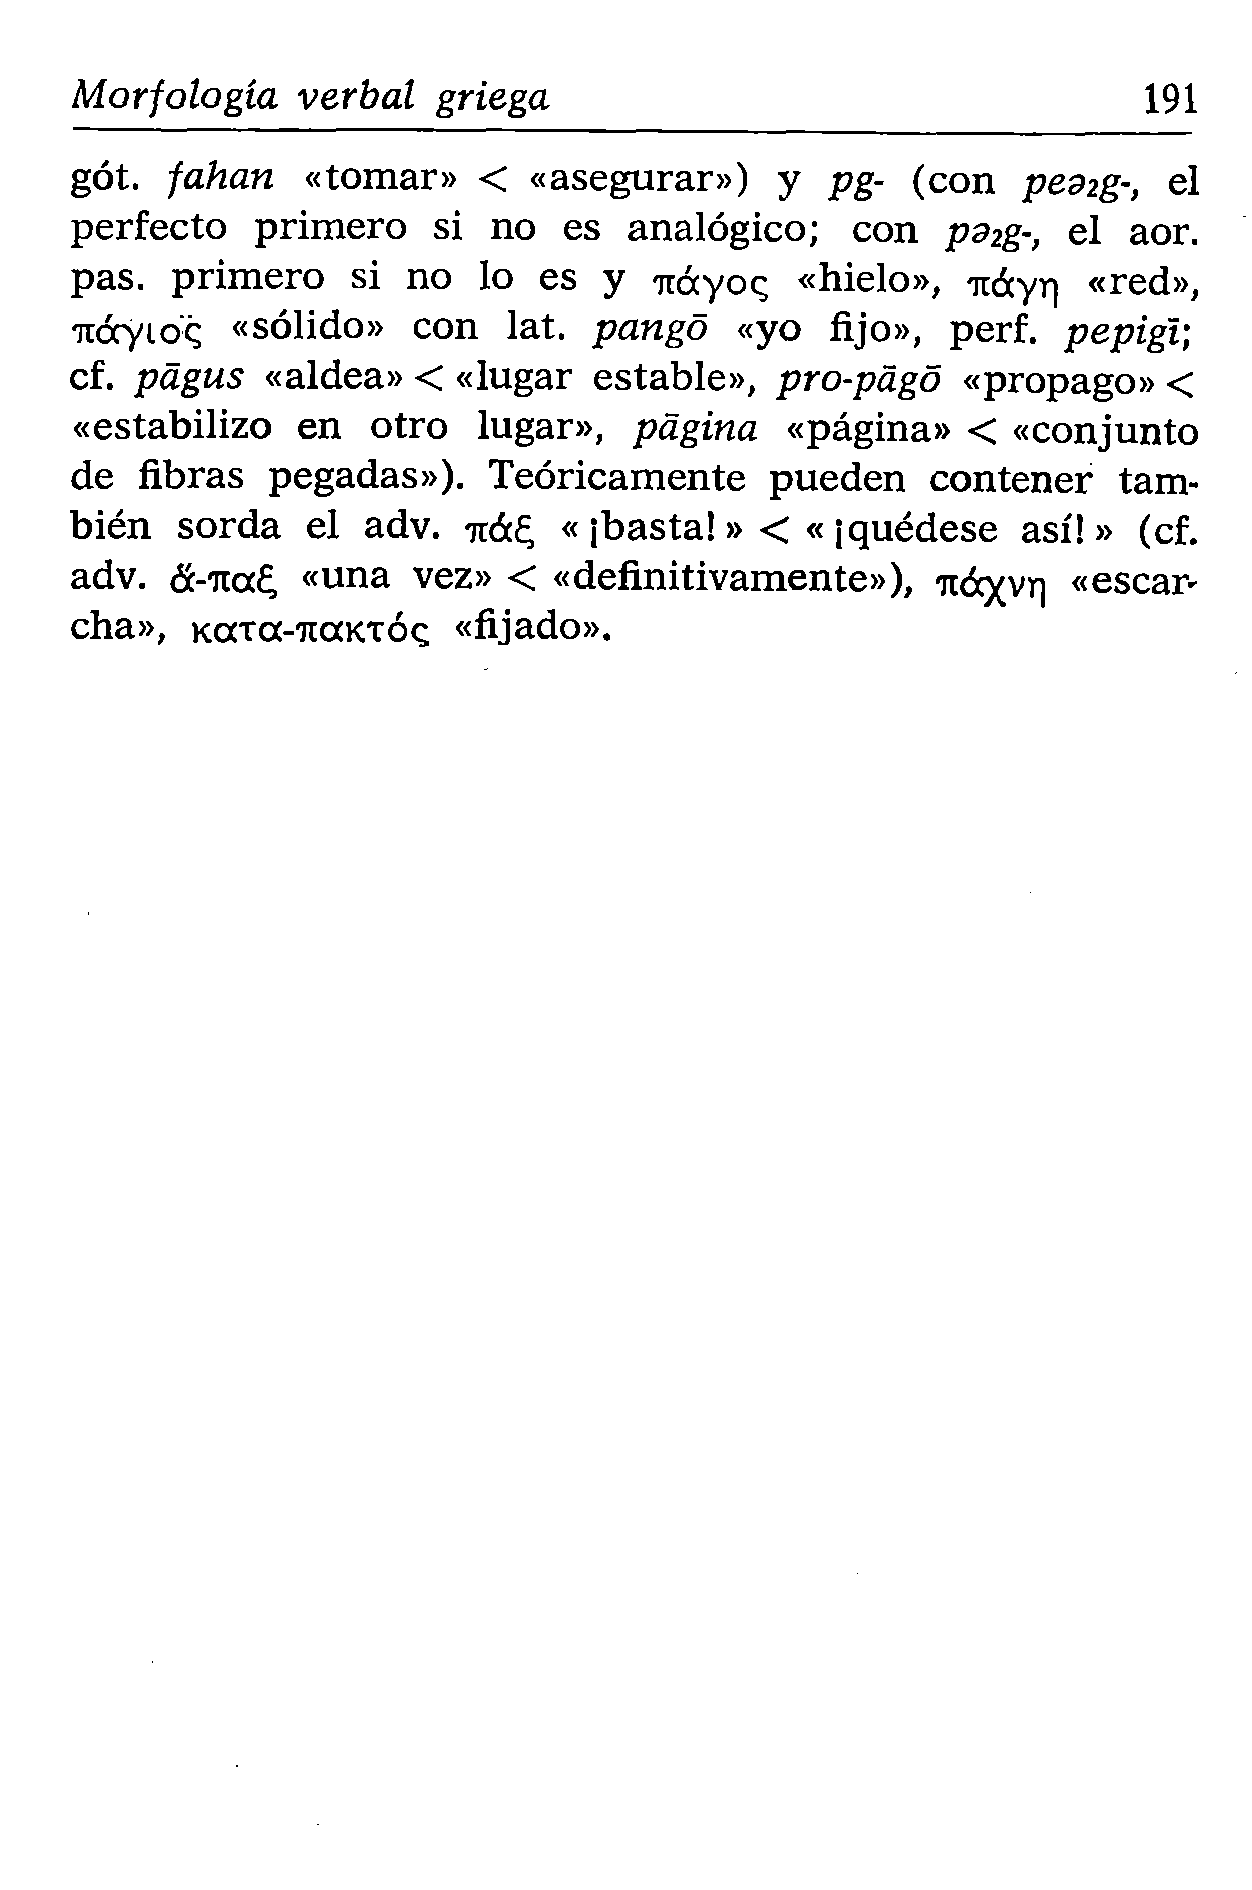 Morfología verbal griega 191
gót. fahan «tomar» < «asegurar») y pg- (con peə₂g-, el
perfecto primero si no es analógico; con pə₂g-, el aor.
pas. primero si no lo es y πάγος «hielo», πάγη «red»,
πάγιος «sólido» con lat. pangō «yo fijo», perf. pepigī;
cf. pāgus «aldea» < «lugar estable», pro-pāgō «propago» <
«estabilizo en otro lugar», pāgina «página» < «conjunto
de fibras pegadas»). Teóricamente pueden contener tam-
bién sorda el adv. πάξ «¡basta!» < «¡quédese así!» (cf.
adv. ἅ-παξ «una vez» < «definitivamente»), πάχνη «escar-
cha», κατα-πακτός «fijado».